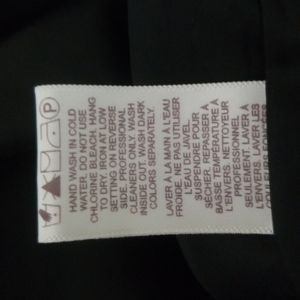 P
HAND WASH IN COLD
WATER. DO NOT USE
CHLORINE BLEACH. HANG
TO DRY. IRON AT LOW
SETTING ON REVERSE
SIDE. PROFESSIONAL
CLEANERS ONLY. WASH
INSIDE OUT. WASH DARK
COLORS SEPARATELY.
LAVER À LA MAIN À L'EAU
FROIDE. NE PAS UTILISER
L'EAU DE JAVEL.
SUSPENDRE POUR
SÉCHER. REPASSER À
BASSE TEMPÉRATURE À
L'ENVERS. NETTOYEUR
PROFESSIONNEL
SEULEMENT. LAVER À
L'ENVERS. LAVER LES
COULEURS FONCÉES